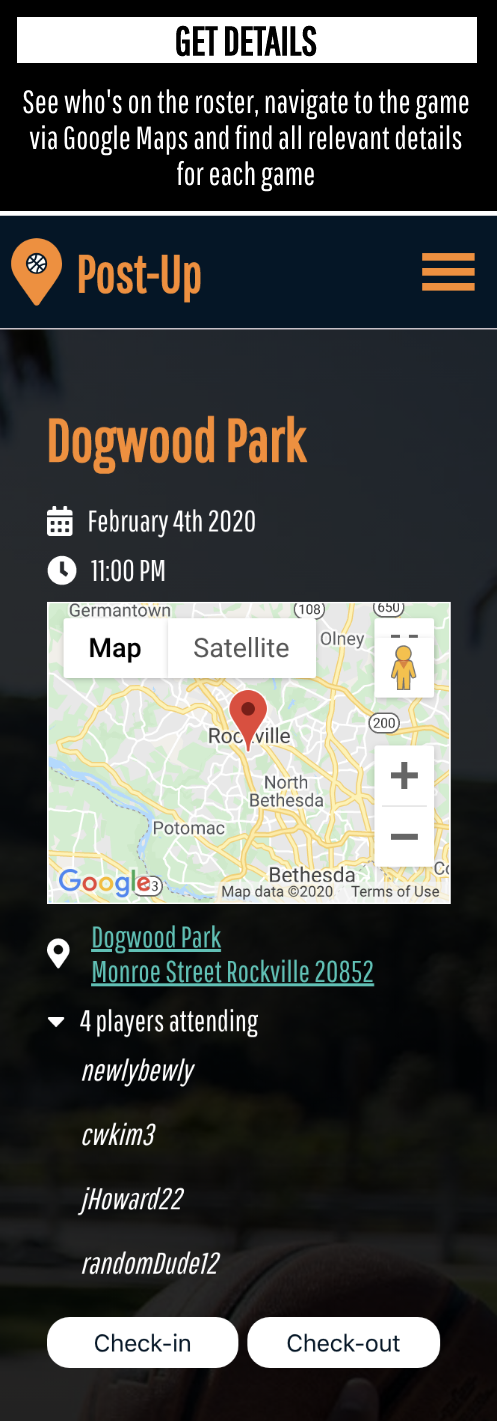 GET DETAILS
See who's on the roster, navigate to the game
via Google Maps and find all relevant details
for each game
Post-Up
Dogwood Park
February 4th 2020
11:00 PM
Germantown
108
650
Map
Satellite
Olney
200
Rockville
North
Bethesda
Potomac
Bethesda
Google
Map data ©2020
Terms of Use
Dogwood Park
Monroe Street Rockville 20852
4 players attending
newlybewly
cwkim3
jHoward22
randomDude12
Check-in
Check-out